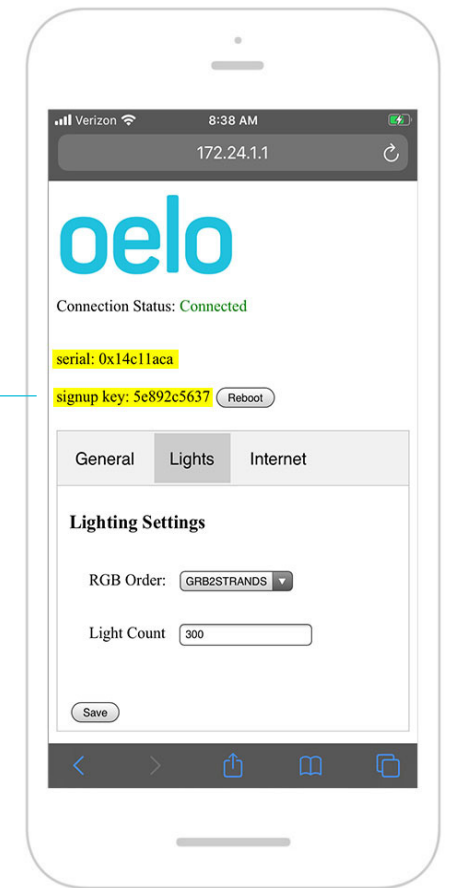 Verizon 8:38 AM
172.24.1.1
oelo
Connection Status: Connected
serial: 0x14c11aca
signup key: 5e892c5637 Reboot
General Lights Internet
Lighting Settings
RGB Order: GRB2STRANDS
Light Count 300
Save